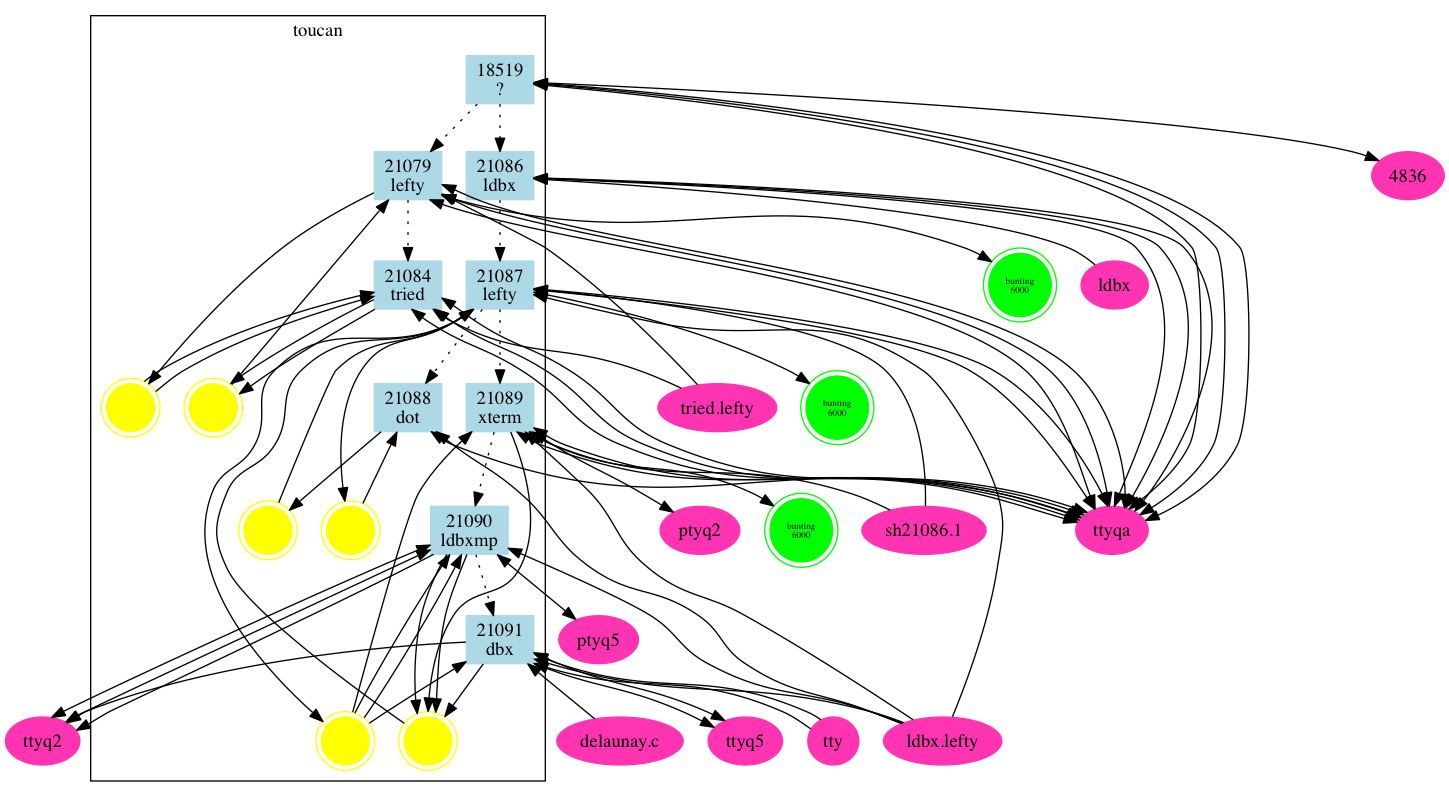 toucan
18519
?
21079
lefty
21086
ldbx
4836
21084
tried
21087
lefty
bunting
6000
ldbx
21088
dot
21089
xterm
tried.lefty
bunting
6000
21090
ldbxmp
ptyq2
bunting
6000
sh21086.1
ttyqa
21091
dbx
ptyq5
ttyq2
delaunay.c
ttyq5
tty
ldbx.lefty